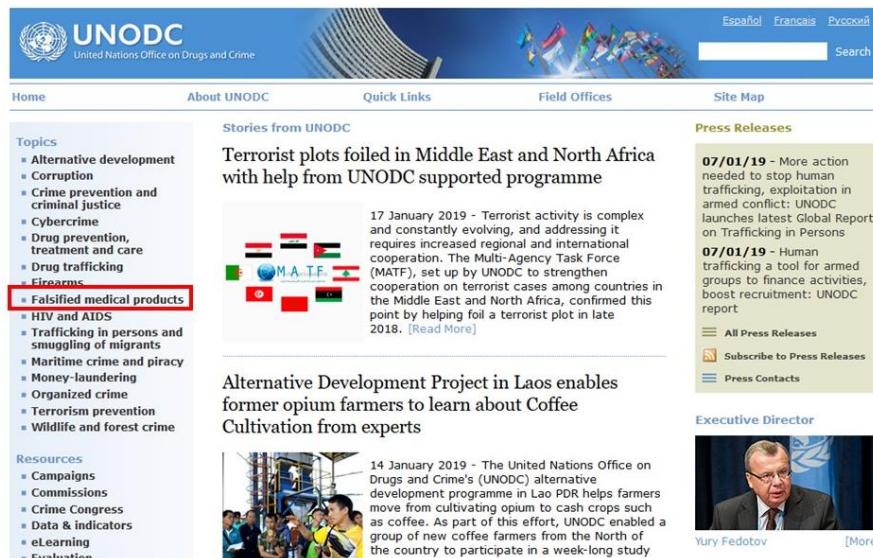 UNODC
United Nations Office on Drugs and Crime
Español Français Русский
Search
Home About UNODC Quick Links Field Offices Site Map
Topics
Alternative development
Corruption
Crime prevention and
criminal justice
Cybercrime
Drug prevention,
treatment and care
Drug trafficking
Firearms
Falsified medical products
HIV and AIDS
Trafficking in persons and
smuggling of migrants
Maritime crime and piracy
Money-laundering
Organized crime
Terrorism prevention
Wildlife and forest crime
Resources
Campaigns
Commissions
Crime Congress
Data & indicators
eLearning
Evaluation
Stories from UNODC
Terrorist plots foiled in Middle East and North Africa
with help from UNODC supported programme
MATF
17 January 2019 - Terrorist activity is complex
and constantly evolving, and addressing it
requires increased regional and international
cooperation. The Multi-Agency Task Force
(MATF), set up by UNODC to strengthen
cooperation on terrorist cases among countries in
the Middle East and North Africa, confirmed this
point by helping foil a terrorist plot in late
2018. [Read More]
Alternative Development Project in Laos enables
former opium farmers to learn about Coffee
Cultivation from experts
14 January 2019 - The United Nations Office on
Drugs and Crime's (UNODC) alternative
development programme in Lao PDR helps farmers
move from cultivating opium to cash crops such
as coffee. As part of this effort, UNODC enabled a
group of new coffee farmers from the North of
the country to participate in a week-long study
Press Releases
07/01/19 - More action
needed to stop human
trafficking, exploitation in
armed conflict: UNODC
launches latest Global Report
on Trafficking in Persons
07/01/19 - Human
trafficking a tool for armed
groups to finance activities,
boost recruitment: UNODC
report
All Press Releases
Subscribe to Press Releases
Press Contacts
Executive Director
Yury Fedotov [More